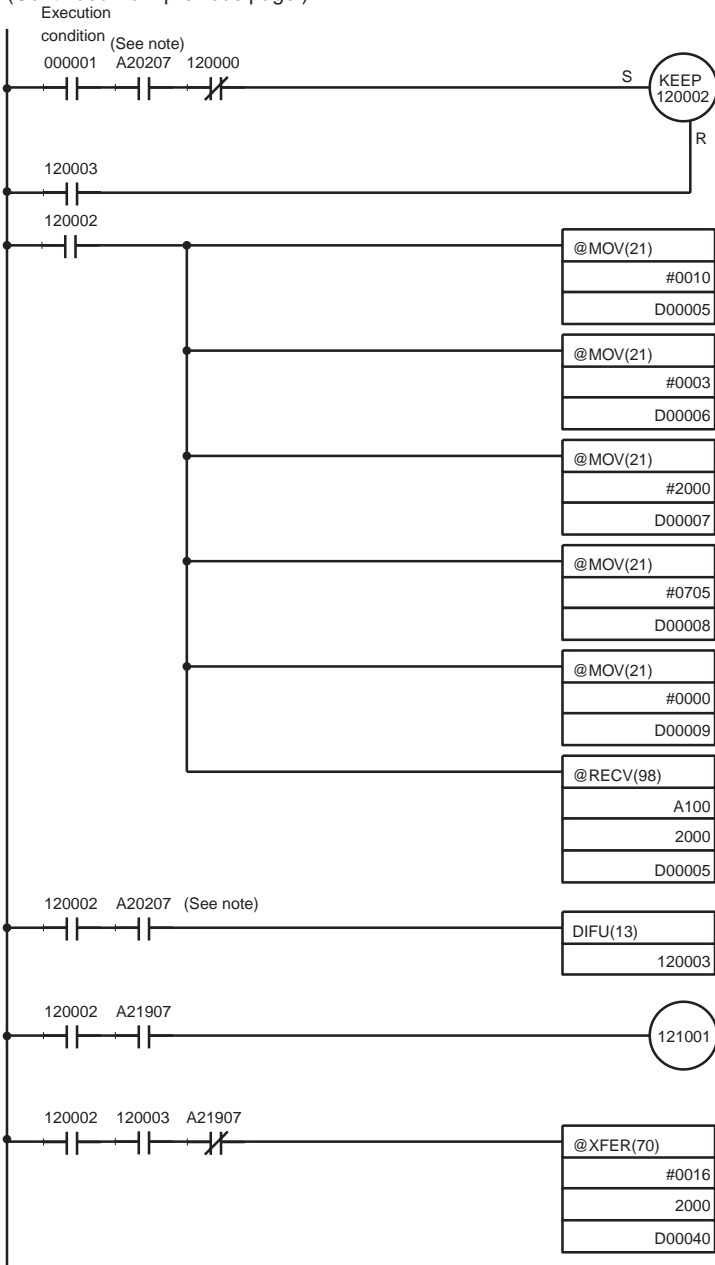 Execution
condition (See note)
000001 A20207 120000
S KEEP
120002
R
120003
120002
@MOV(21)
#0010
D00005
@MOV(21)
#0003
D00006
@MOV(21)
#2000
D00007
@MOV(21)
#0705
D00008
@MOV(21)
#0000
D00009
@RECV(98)
A100
2000
D00005
120002 A20207 (See note)
DIFU(13)
120003
120002 A21907
121001
120002 120003 A21907
@XFER(70)
#0016
2000
D00040